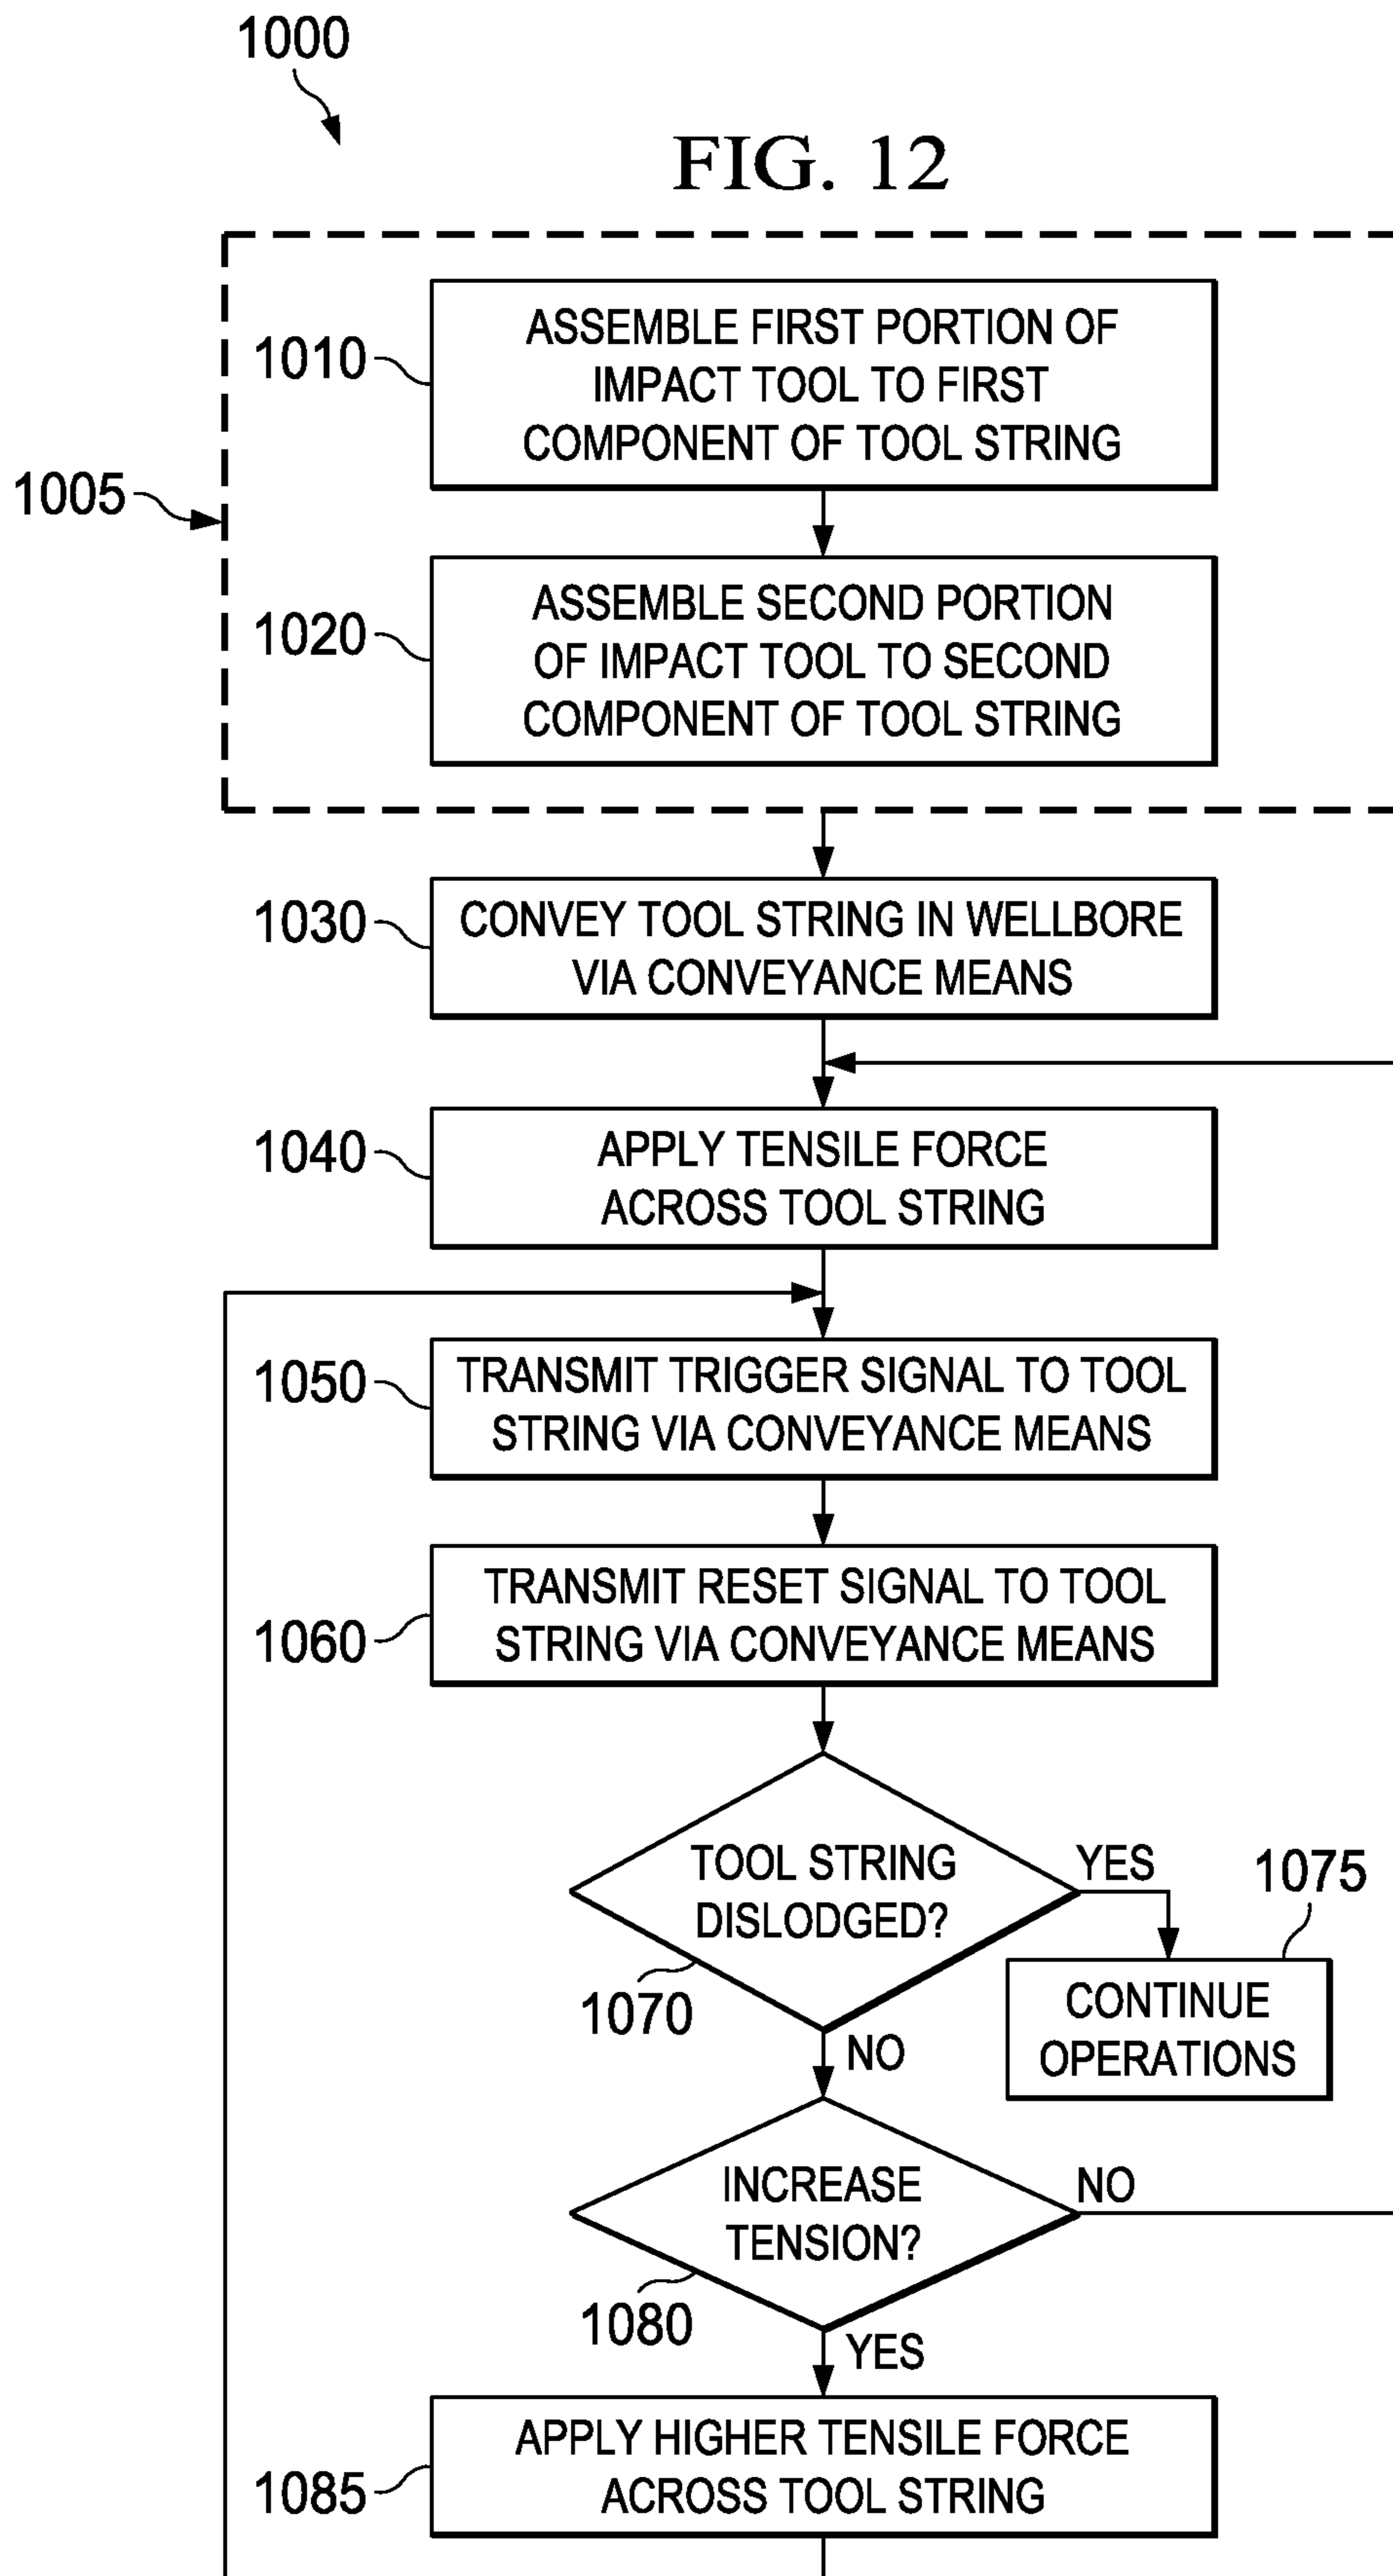 1000
FIG. 12
1005
1010
ASSEMBLE FIRST PORTION OF
IMPACT TOOL TO FIRST
COMPONENT OF TOOL STRING
1020
ASSEMBLE SECOND PORTION
OF IMPACT TOOL TO SECOND
COMPONENT OF TOOL STRING
1030
CONVEY TOOL STRING IN WELLBORE
VIA CONVEYANCE MEANS
1040
APPLY TENSILE FORCE
ACROSS TOOL STRING
1050
TRANSMIT TRIGGER SIGNAL TO TOOL
STRING VIA CONVEYANCE MEANS
1060
TRANSMIT RESET SIGNAL TO TOOL
STRING VIA CONVEYANCE MEANS
TOOL STRING
DISLODGED?
1070
YES
1075
CONTINUE
OPERATIONS
NO
INCREASE
TENSION?
1080
NO
YES
1085
APPLY HIGHER TENSILE FORCE
ACROSS TOOL STRING